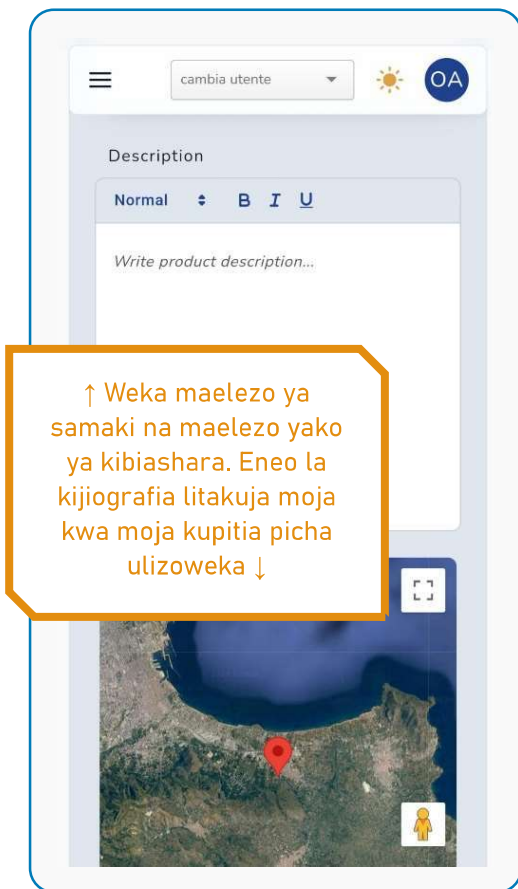 cambia utente
OA
Description
Normal B I U
Write product description...
↑ Weka maelezo ya
samaki na maelezo yako
ya kibiashara. Eneo la
kijiografia litakuja moja
kwa moja kupitia picha
ulizoweka ↓